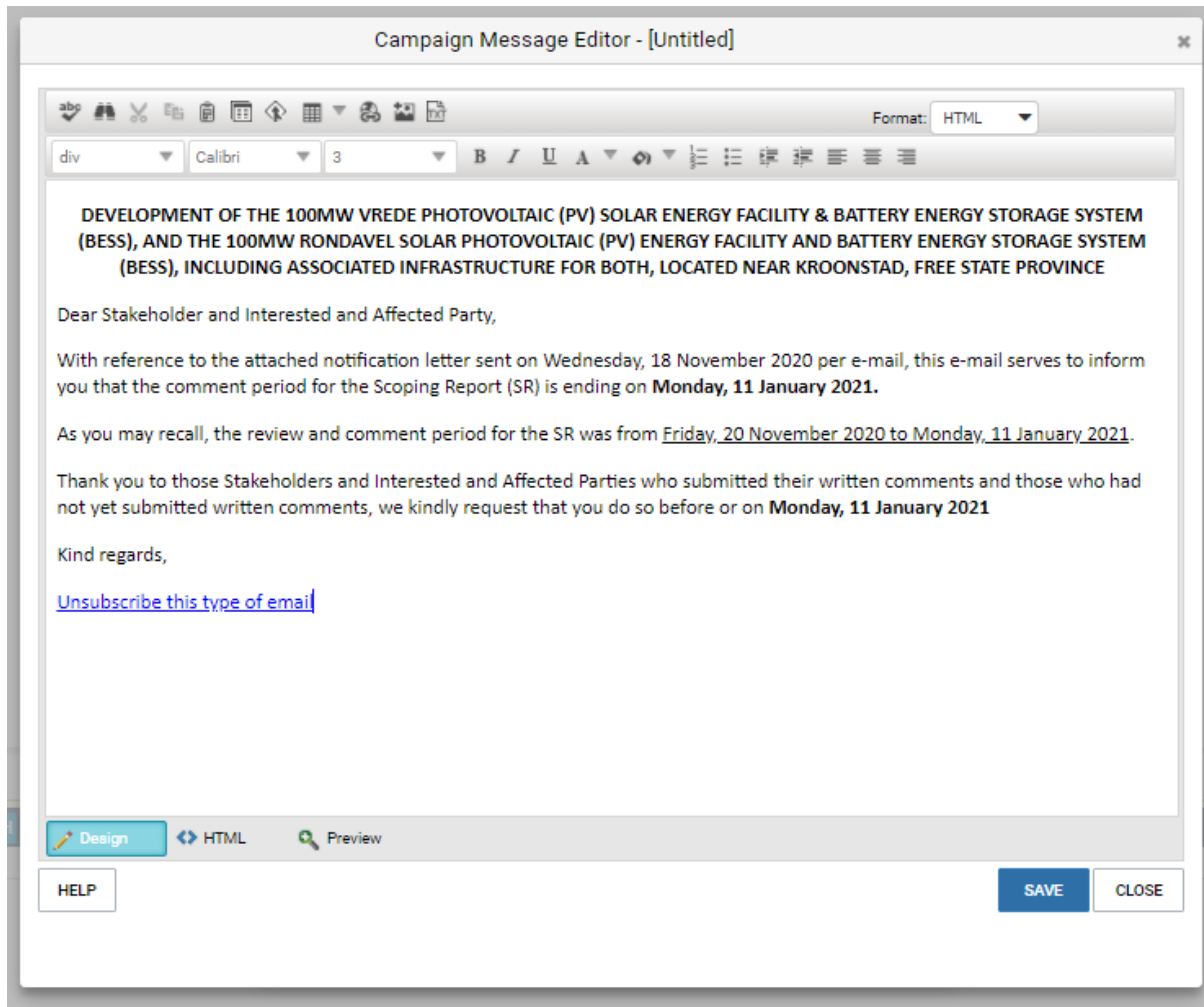 Campaign Message Editor - [Untitled]
abc
TXT
Format: HTML
div Calibri 3 B I U A
DEVELOPMENT OF THE 100MW VREDE PHOTOVOLTAIC (PV) SOLAR ENERGY FACILITY & BATTERY ENERGY STORAGE SYSTEM
(BESS), AND THE 100MW RONDAVEL SOLAR PHOTOVOLTAIC (PV) ENERGY FACILITY AND BATTERY ENERGY STORAGE SYSTEM
(BESS), INCLUDING ASSOCIATED INFRASTRUCTURE FOR BOTH, LOCATED NEAR KROONSTAD, FREE STATE PROVINCE
Dear Stakeholder and Interested and Affected Party,
With reference to the attached notification letter sent on Wednesday, 18 November 2020 per e-mail, this e-mail serves to inform
you that the comment period for the Scoping Report (SR) is ending on Monday, 11 January 2021.
As you may recall, the review and comment period for the SR was from Friday, 20 November 2020 to Monday, 11 January 2021.
Thank you to those Stakeholders and Interested and Affected Parties who submitted their written comments and those who had
not yet submitted written comments, we kindly request that you do so before or on Monday, 11 January 2021
Kind regards,
Unsubscribe this type of email
Design HTML Preview
HELP SAVE CLOSE